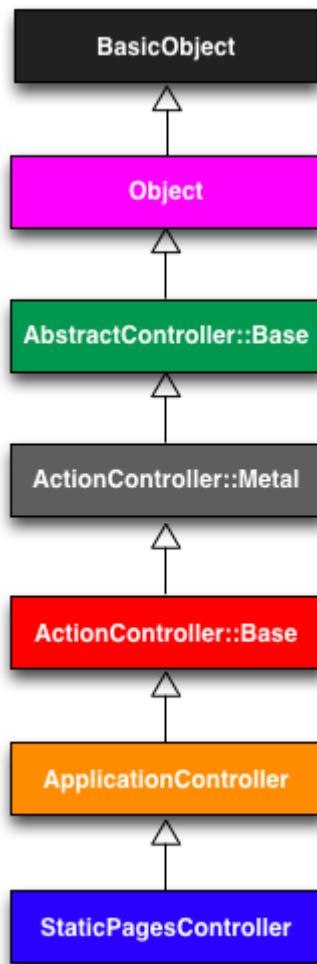 BasicObject
Object
AbstractController::Base
ActionController::Metal
ActionController::Base
ApplicationController
StaticPagesController